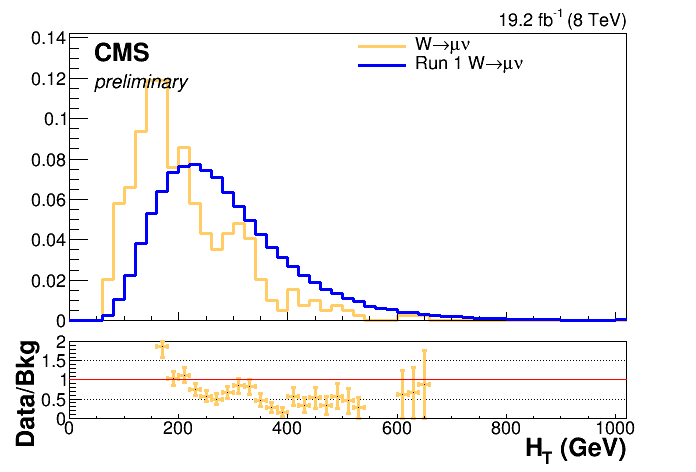 19.2 fb⁻¹ (8 TeV)
0.14
CMS
W→μν
Run 1 W→μν
0.12
preliminary
0.1
0.08
0.06
0.04
0.02
0
2
1.5
1
0.5
0
Data/Bkg
0 200 400 600 800 1000
H_T (GeV)